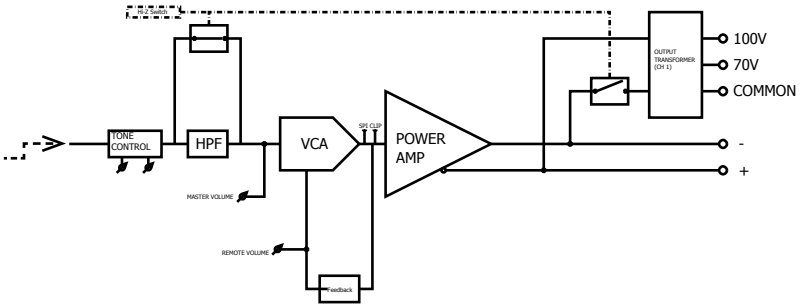 Hi-Z Switch
OUTPUT
TRANSFORMER
(CH 1)
100V
70V
COMMON
TONE
CONTROL
HPF
VCA
SPI CLIP
POWER
AMP
-
+
MASTER VOLUME
REMOTE VOLUME
Feedback